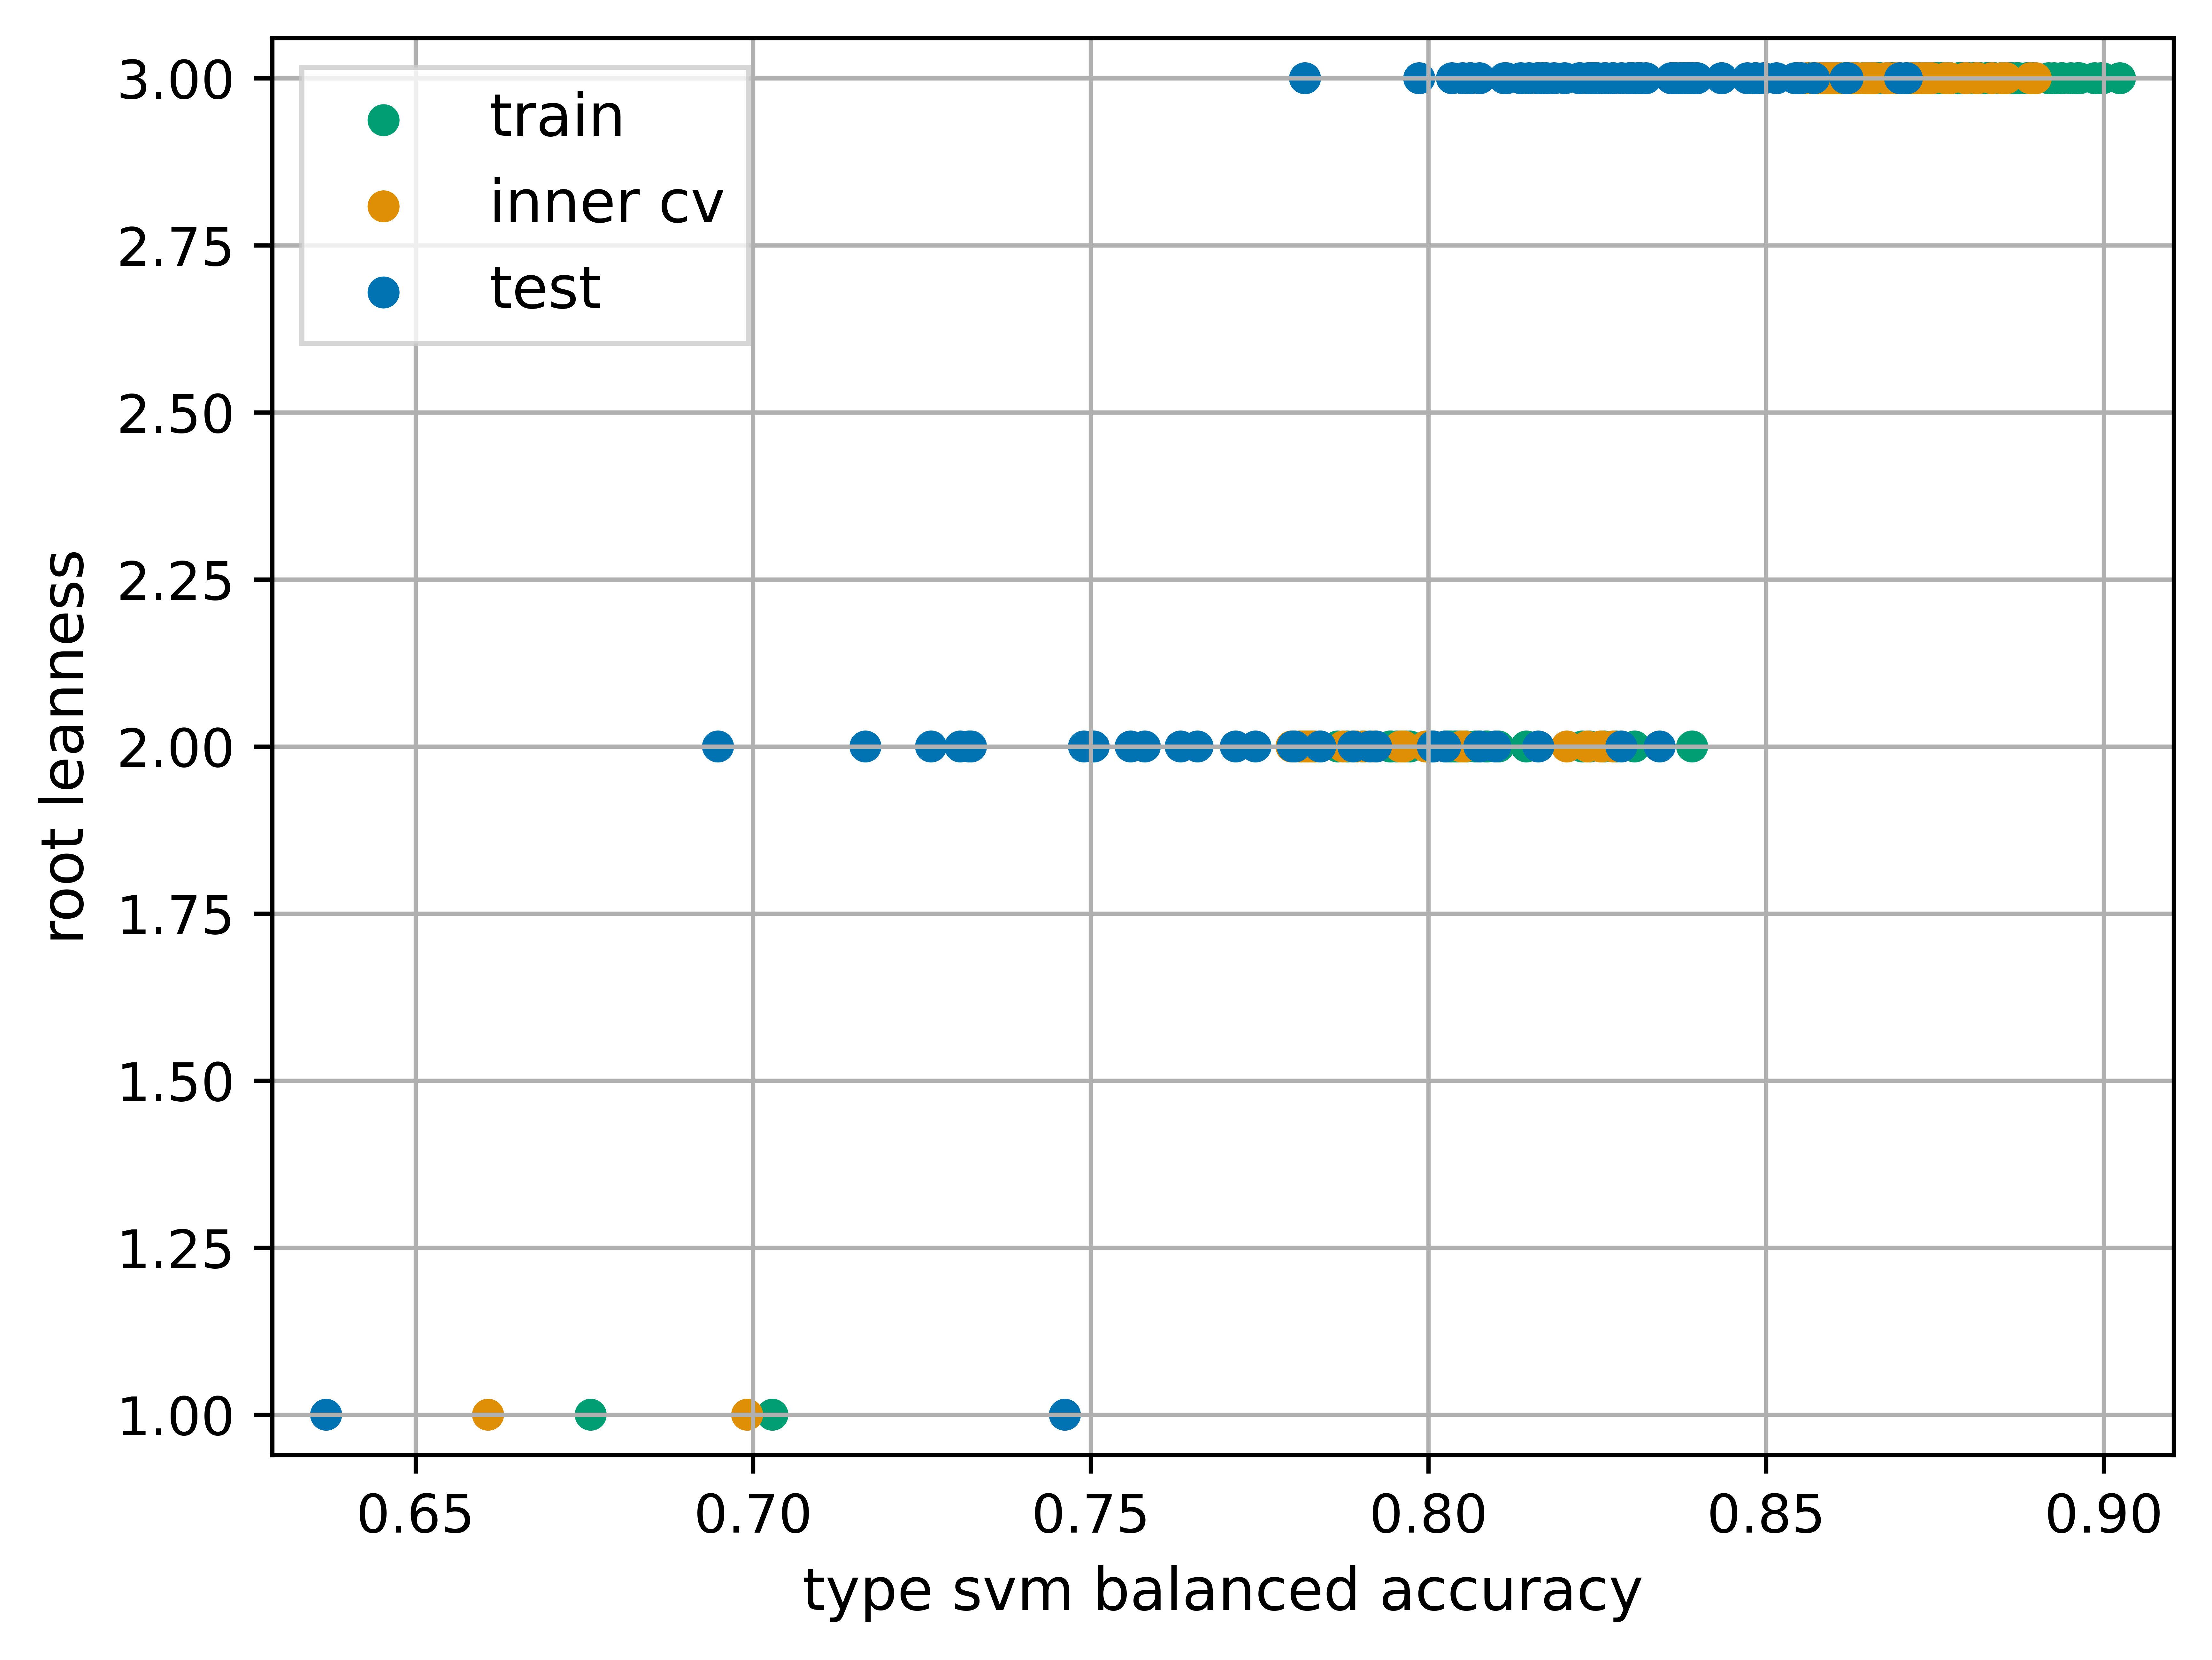 3.00
2.75
2.50
2.25
2.00
1.75
1.50
1.25
1.00
root leanness
train
inner cv
test
0.65 0.70 0.75 0.80 0.85 0.90
type svm balanced accuracy